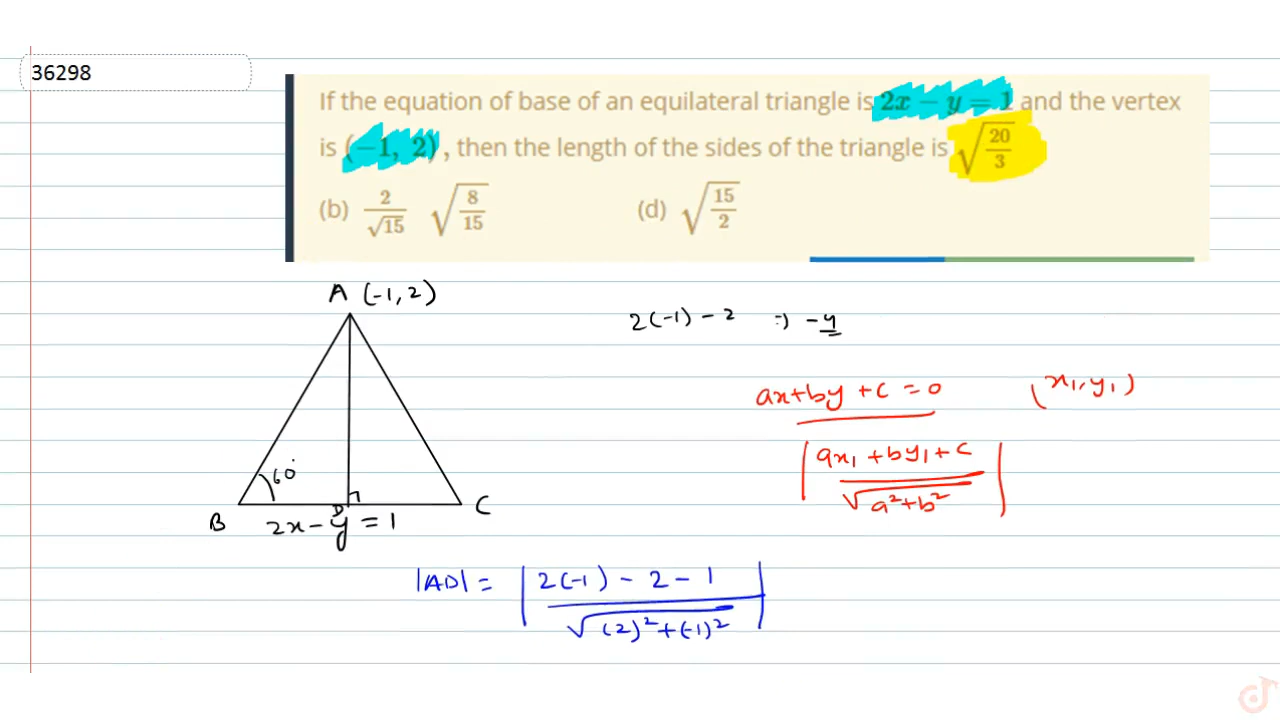 36298
If the equation of base of an equilateral triangle is 2x − y = 1 and the vertex
is (−1, 2), then the length of the sides of the triangle is √(20/3)
(b) 2/√15 √(8/15) (d) √(15/2)
A (-1, 2)
2(-1) - 2 => -4
ax+by+c=0 (x₁, y₁)
|ax₁+by₁+c / √(a²+b²)|
60°
B D C
2x - y = 1
|AD| = |2(-1) - 2 - 1 / √((2)²+(-1)²)|